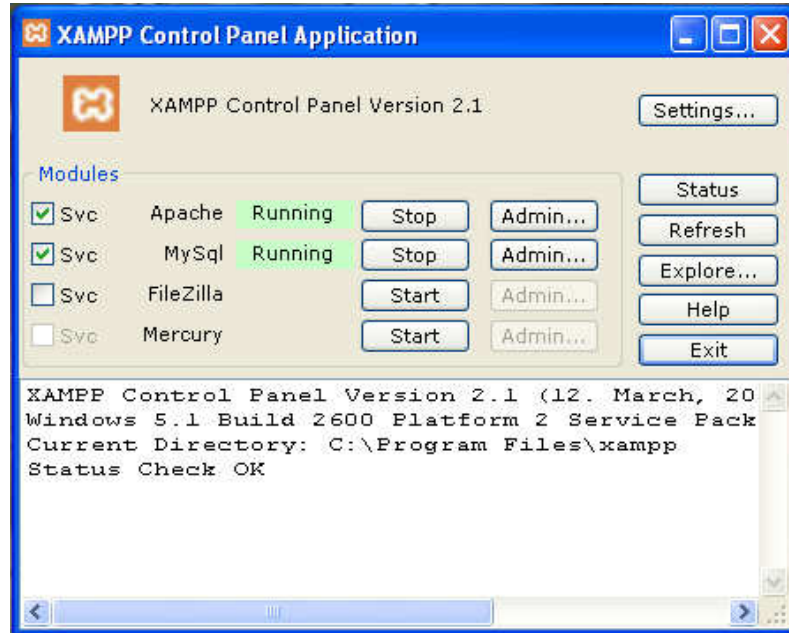 XAMPP Control Panel Application
XAMPP Control Panel Version 2.1
Settings...
Modules
Svc Apache Running Stop Admin...
Svc MySql Running Stop Admin...
Svc FileZilla Start Admin...
Svc Mercury Start Admin...
Status
Refresh
Explore...
Help
Exit
XAMPP Control Panel Version 2.1 (12. March, 20
Windows 5.1 Build 2600 Platform 2 Service Pack
Current Directory: C:\Program Files\xampp
Status Check OK